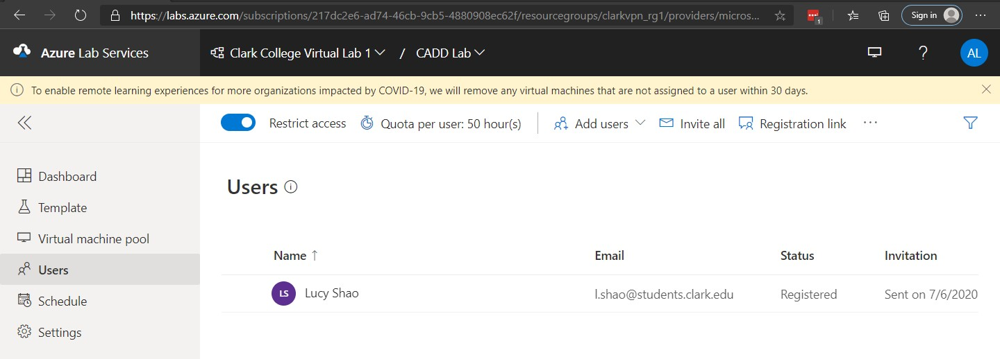 https://labs.azure.com/subscriptions/217dc2e6-ad74-46cb-9cb5-4880908ec62f/resourcegroups/clarkvpn_rg1/providers/micros...
1
Sign in
Azure Lab Services
Clark College Virtual Lab 1 / CADD Lab
?
AL
To enable remote learning experiences for more organizations impacted by COVID-19, we will remove any virtual machines that are not assigned to a user within 30 days.
Restrict access
Quota per user: 50 hour(s)
Add users
Invite all
Registration link
...
Dashboard
Template
Virtual machine pool
Users
Schedule
Settings
Users
Name ↑ Email Status Invitation
LS Lucy Shao l.shao@students.clark.edu Registered Sent on 7/6/2020